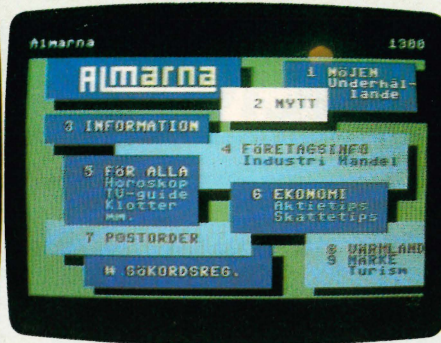 Almarna 1300
ALmarna
1 NÖJEN
Underhål-
lande
2 NYTT
3 INFORMATION
4 FÖRETAGSINFO
Industri Handel
5 FÖR ALLA
Horoskop
TV-guide
Klotter
mm.
6 EKONOMI
Aktietips
Skattetips
7 POSTORDER
8 VÄRMLAND
9 MARKE
Turism
# SÖKORDSREG.